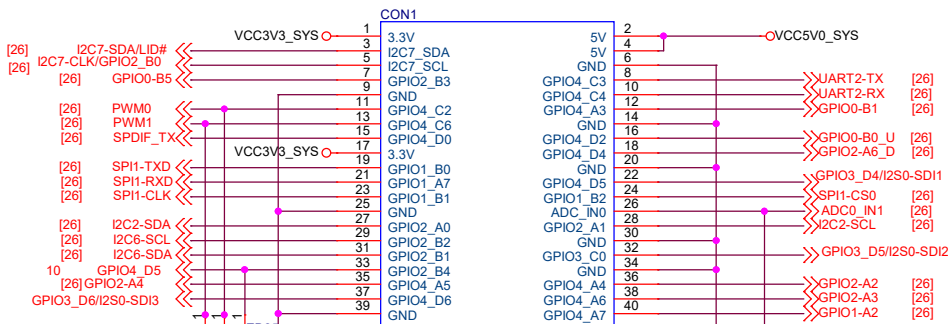 CON1
VCC3V3_SYS 1 3.3V 5V 2 VCC5V0_SYS
[26] I2C7-SDA/LID# 3 I2C7_SDA 5V 4
[26] I2C7-CLK/GPIO2_B0 5 I2C7_SCL GND 6
[26] GPIO0-B5 7 GPIO2_B3 GPIO4_C3 8 UART2-TX [26]
9 GND GPIO4_C4 10 UART2-RX [26]
[26] PWM0 11 GPIO4_C2 GPIO4_A3 12 GPIO0-B1 [26]
[26] PWM1 13 GPIO4_C6 GND 14
[26] SPDIF_TX 15 GPIO4_D0 GPIO4_D2 16 GPIO0-B0_U [26]
VCC3V3_SYS 17 3.3V GPIO4_D4 18 GPIO2-A6_D [26]
[26] SPI1-TXD 19 GPIO1_B0 GND 20
[26] SPI1-RXD 21 GPIO1_A7 GPIO4_D5 22 GPIO3_D4/I2S0-SDI1
[26] SPI1-CLK 23 GPIO1_B1 GPIO1_B2 24 SPI1-CS0 [26]
25 GND ADC_IN0 26 ADC0_IN1 [26]
[26] I2C2-SDA 27 GPIO2_A0 GPIO2_A1 28 I2C2-SCL [26]
[26] I2C6-SCL 29 GPIO2_B2 GND 30
[26] I2C6-SDA 31 GPIO2_B1 GPIO3_C0 32 GPIO3_D5/I2S0-SDI2
10 GPIO4_D5 33 GPIO2_B4 GND 34
[26] GPIO2-A4 35 GPIO4_A5 GPIO4_A4 36 GPIO2-A2 [26]
GPIO3_D6/I2S0-SDI3 37 GPIO4_D6 GPIO4_A6 38 GPIO2-A3 [26]
39 GND GPIO4_A7 40 GPIO1-A2 [26]
1 1 1